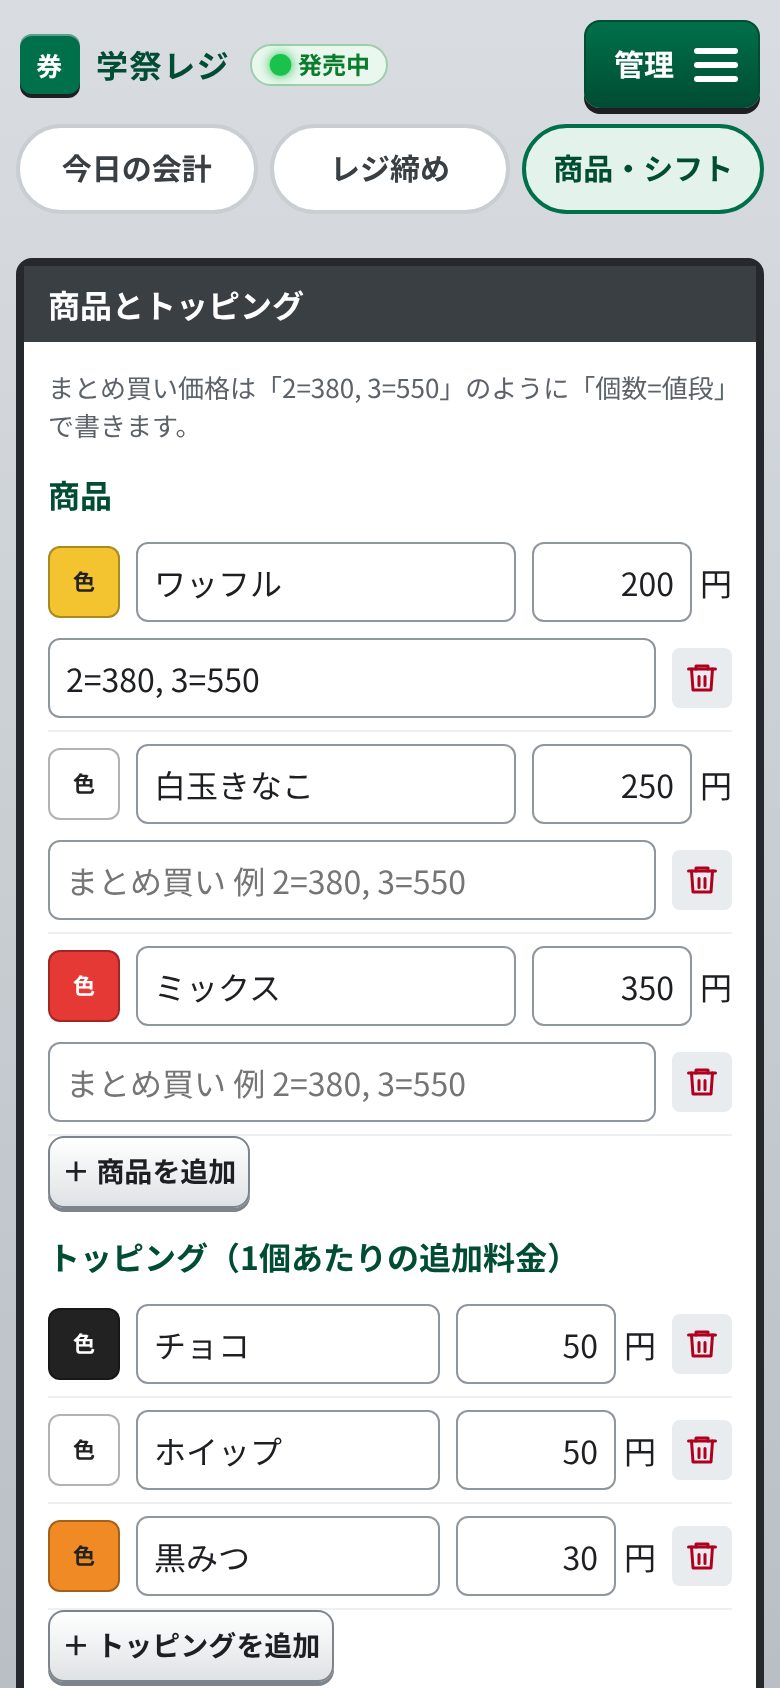 券 学祭レジ 発売中 管理
今日の会計 レジ締め 商品・シフト
商品とトッピング
まとめ買い価格は「2=380, 3=550」のように「個数=値段」
で書きます。
商品
色 ワッフル 200 円
2=380, 3=550
色 白玉きなこ 250 円
まとめ買い 例 2=380, 3=550
色 ミックス 350 円
まとめ買い 例 2=380, 3=550
＋ 商品を追加
トッピング（1個あたりの追加料金）
色 チョコ 50 円
色 ホイップ 50 円
色 黒みつ 30 円
＋ トッピングを追加